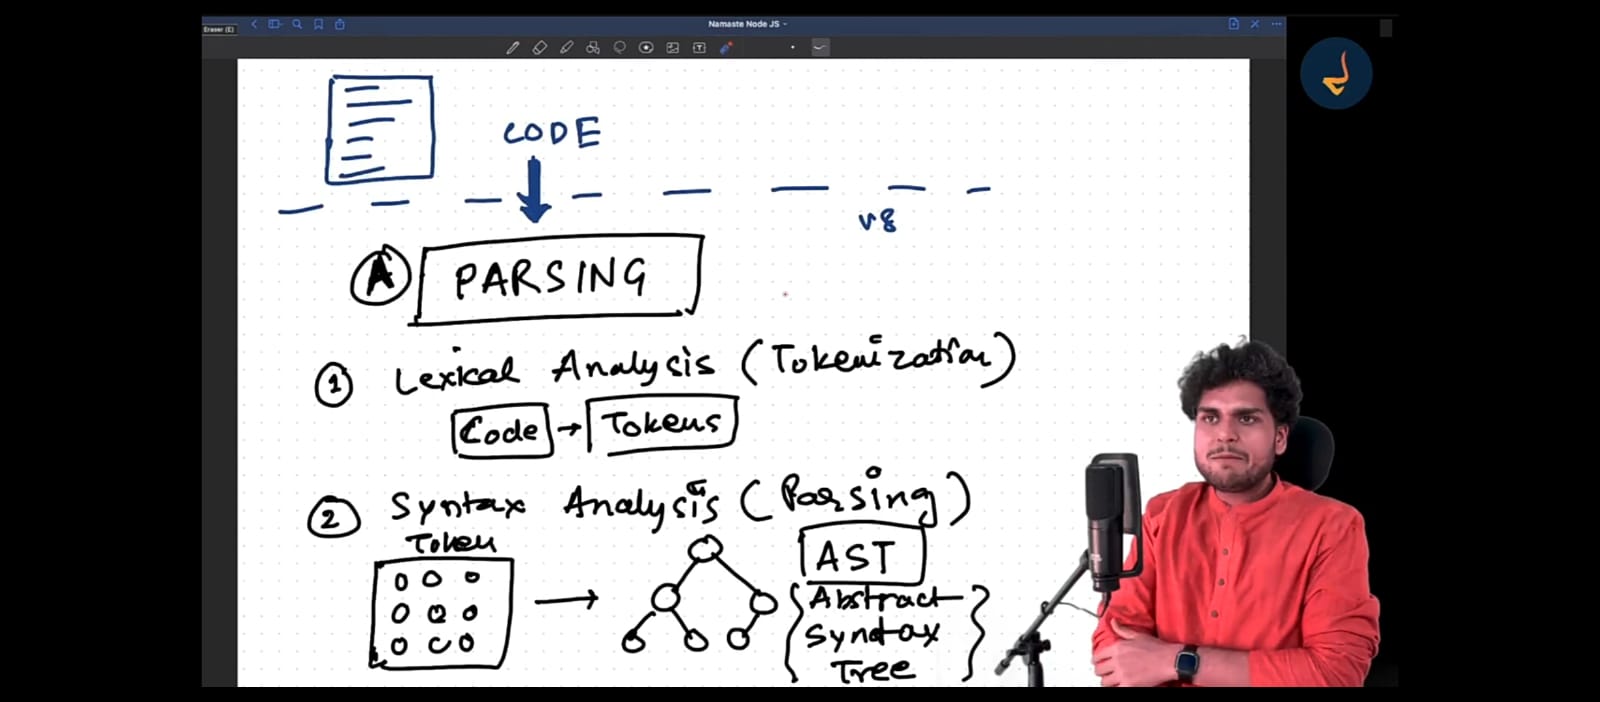 Namaste Node JS
Eraser (E)
CODE
v8
A PARSING
1 Lexical Analysis (Tokenization)
Code → Tokens
2 Syntax Analysis (Parsing)
Token
AST
Abstract
Syntax
Tree